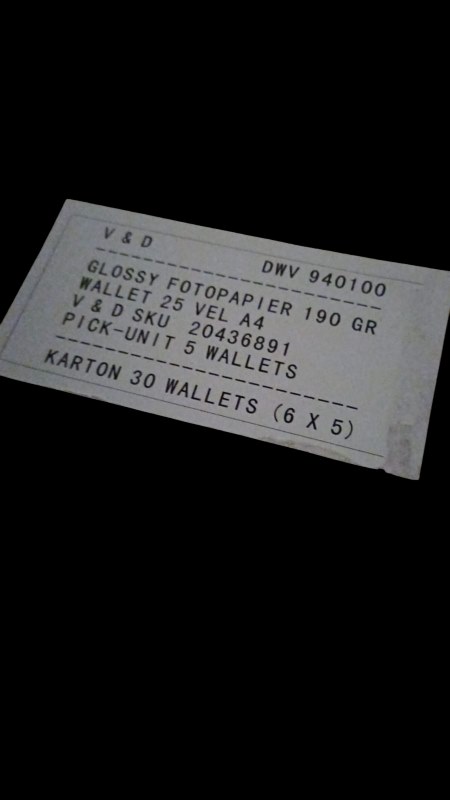 V & D DWV 940100
GLOSSY FOTOPAPIER 190 GR
WALLET 25 VEL A4
V & D SKU 20436891
PICK-UNIT 5 WALLETS
KARTON 30 WALLETS (6 X 5)